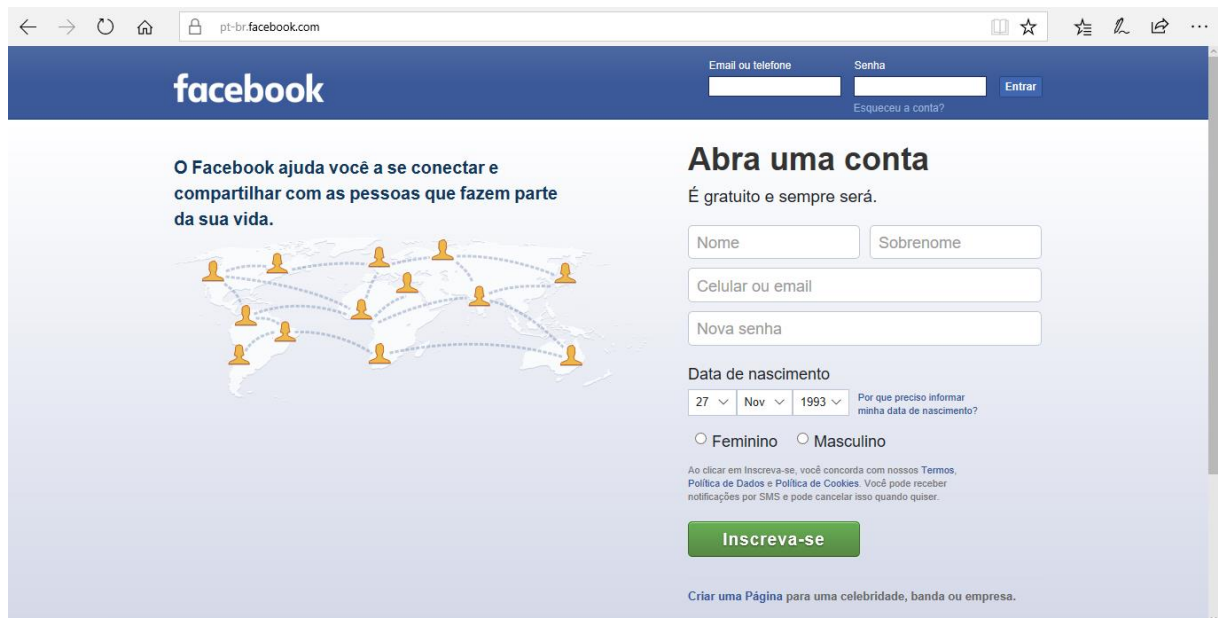 pt-br.facebook.com
facebook
Email ou telefone
Senha
Entrar
Esqueceu a conta?
O Facebook ajuda você a se conectar e
compartilhar com as pessoas que fazem parte
da sua vida.
Abra uma conta
É gratuito e sempre será.
Nome
Sobrenome
Celular ou email
Nova senha
Data de nascimento
27 Nov 1993
Por que preciso informar
minha data de nascimento?
Feminino Masculino
Ao clicar em Inscreva-se, você concorda com nossos Termos,
Política de Dados e Política de Cookies. Você pode receber
notificações por SMS e pode cancelar isso quando quiser.
Inscreva-se
Criar uma Página para uma celebridade, banda ou empresa.